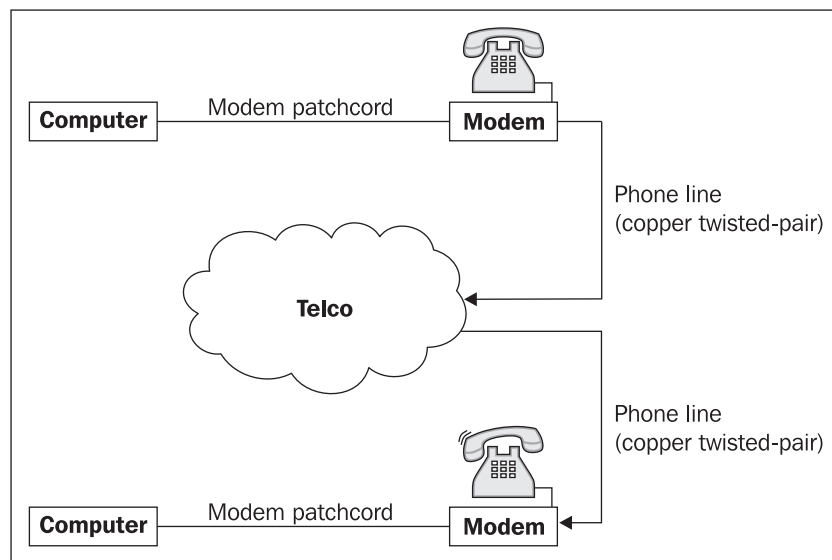 Computer
Modem patchcord
Modem
Phone line
(copper twisted-pair)
Telco
Phone line
(copper twisted-pair)
Computer
Modem patchcord
Modem